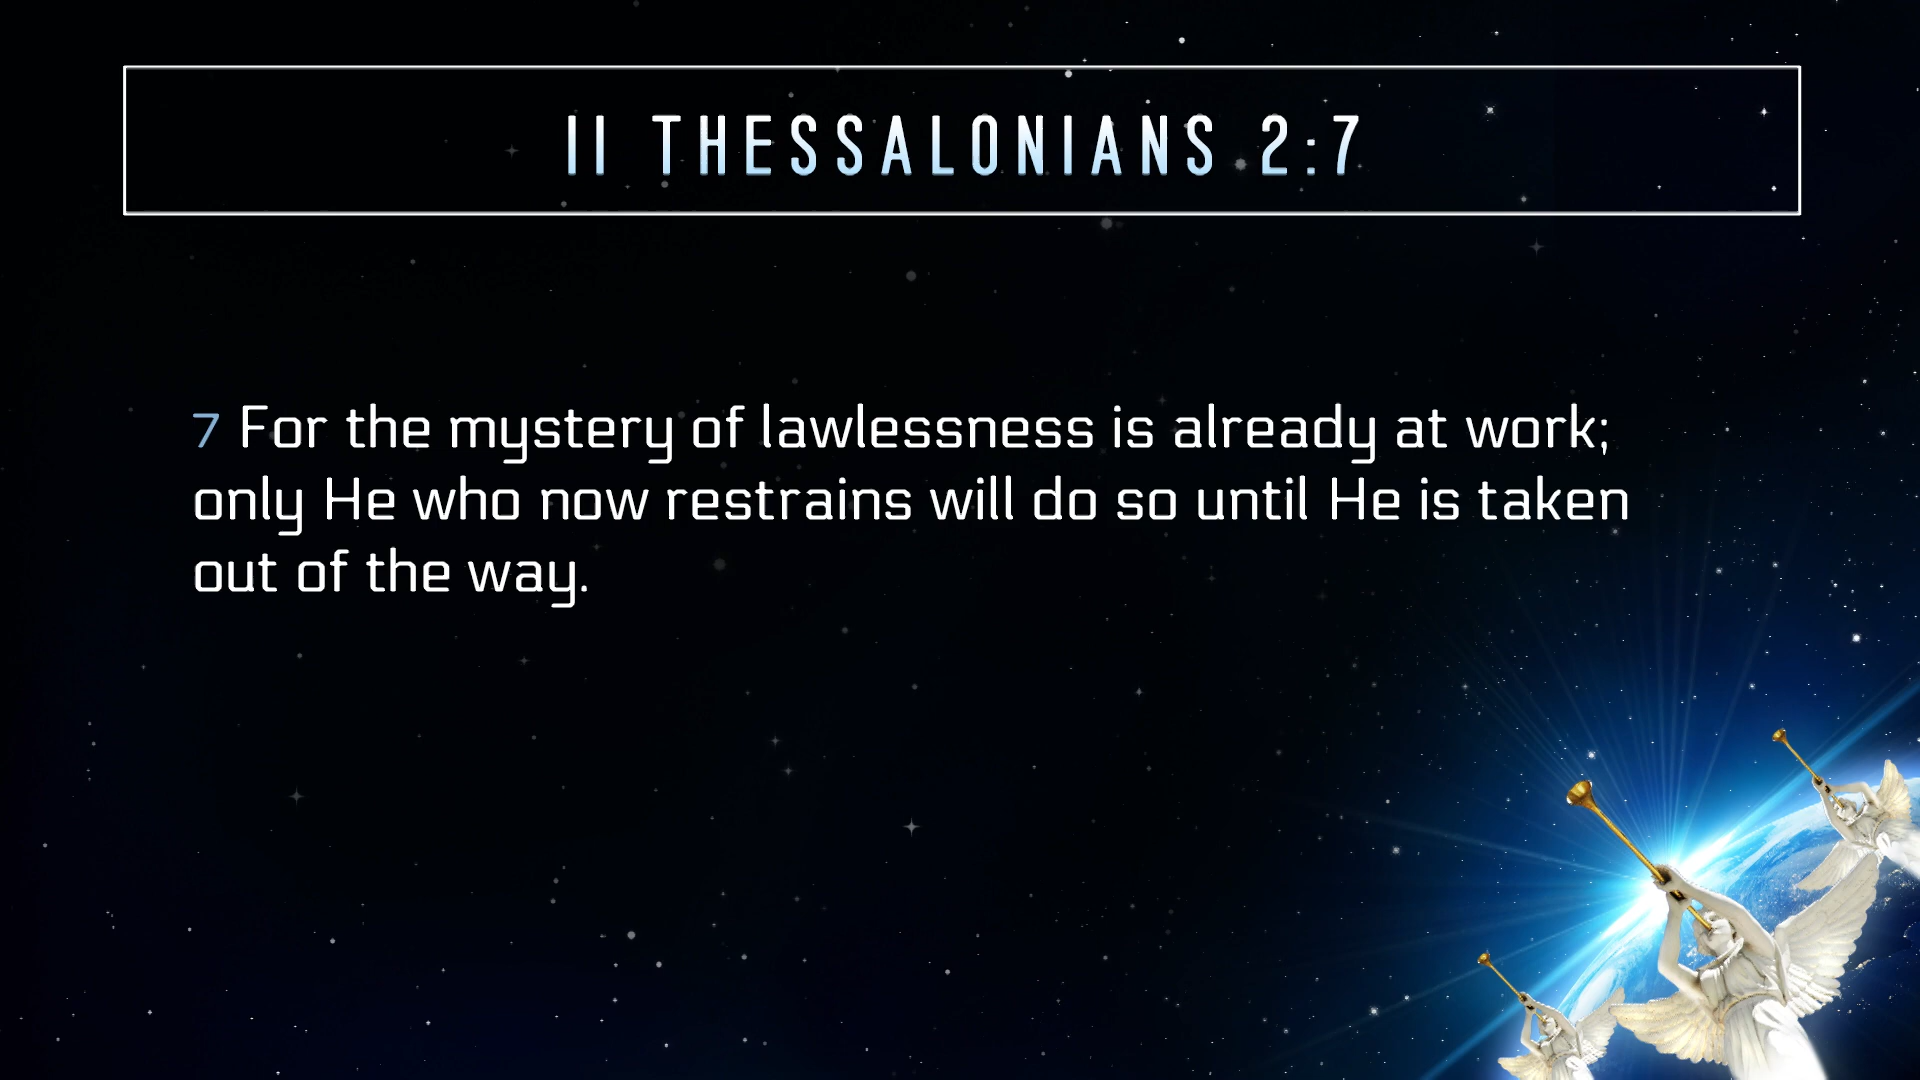 II THESSALONIANS 2:7
7 For the mystery of lawlessness is already at work;
only He who now restrains will do so until He is taken
out of the way.